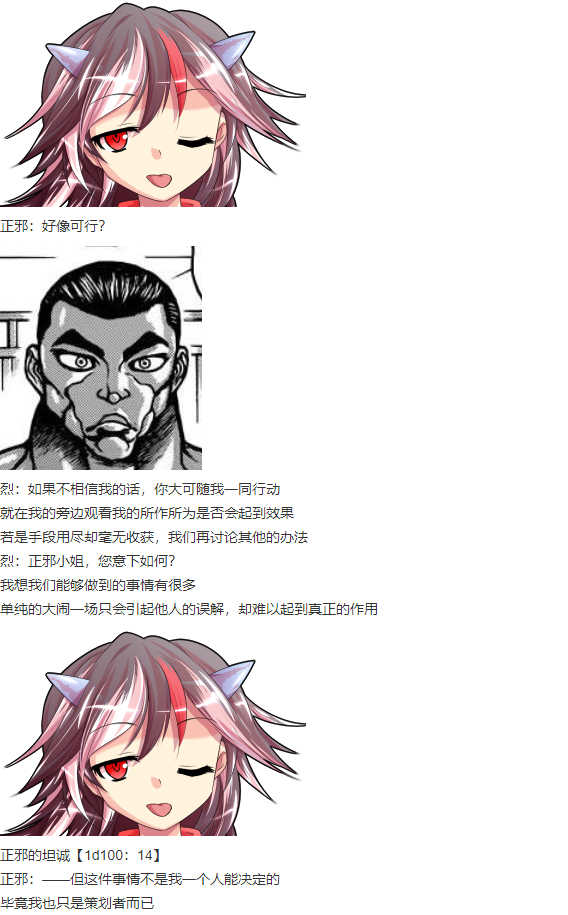 正邪：好像可行？
烈：如果不相信我的话，你大可随我一同行动
就在我的旁边观看我的所作所为是否会起到效果
若是手段用尽却毫无收获，我们再讨论其他的办法
烈：正邪小姐，您意下如何？
我想我们能够做到的事情有很多
单纯的大闹一场只会引起他人的误解，却难以起到真正的作用
正邪的坦诚【1d100：14】
正邪：——但这件事情不是我一个人能决定的
毕竟我也只是策划者而已